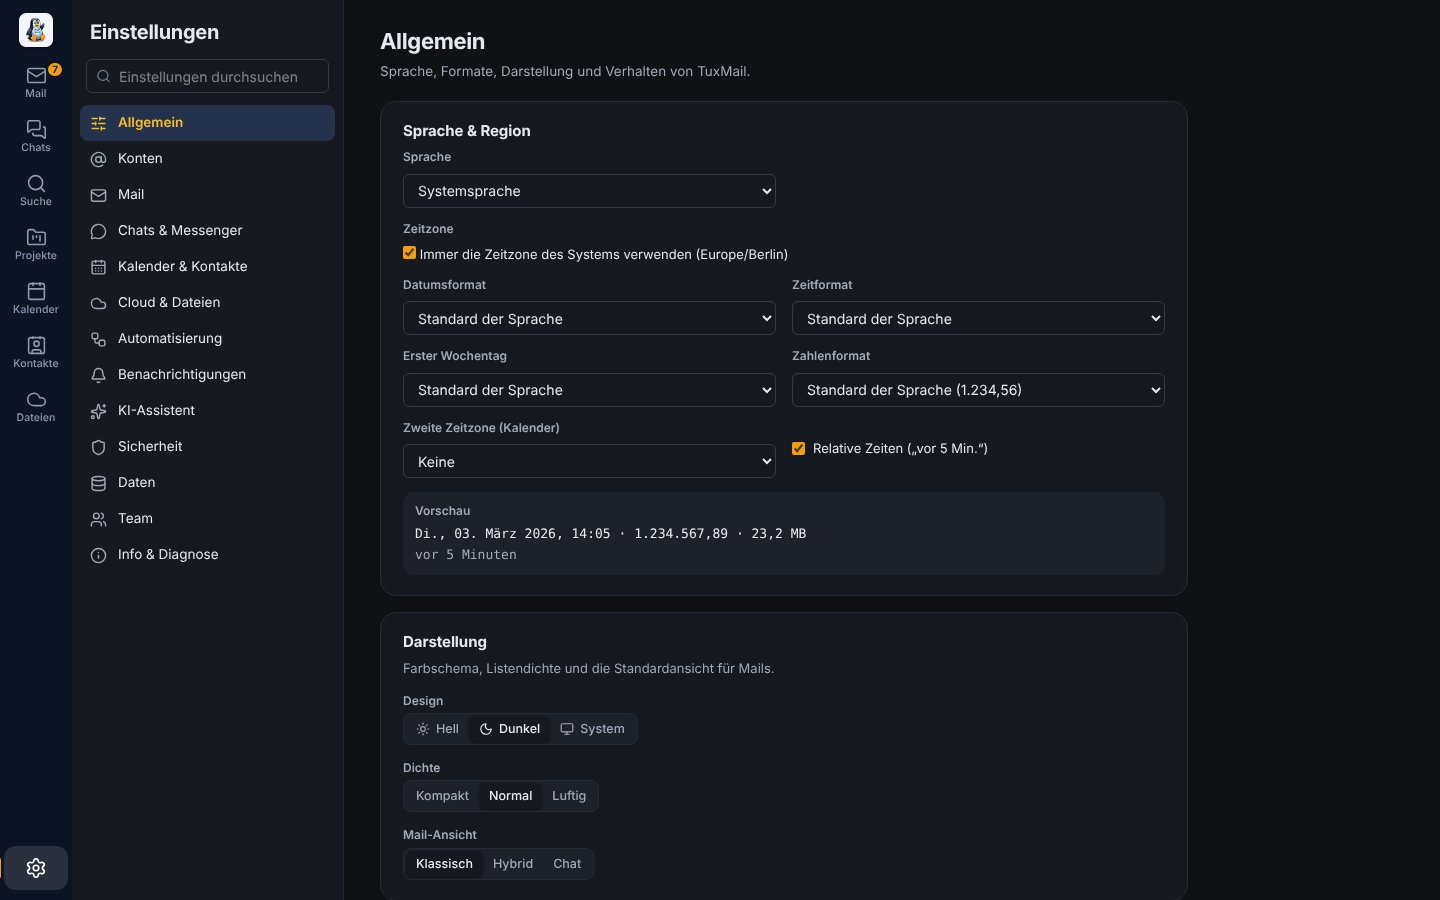 Einstellungen
Einstellungen durchsuchen
7
Mail
Chats
Suche
Projekte
Kalender
Kontakte
Dateien
Allgemein
Konten
Mail
Chats & Messenger
Kalender & Kontakte
Cloud & Dateien
Automatisierung
Benachrichtigungen
KI-Assistent
Sicherheit
Daten
Team
Info & Diagnose
Allgemein
Sprache, Formate, Darstellung und Verhalten von TuxMail.
Sprache & Region
Sprache
Systemsprache
Zeitzone
Immer die Zeitzone des Systems verwenden (Europe/Berlin)
Datumsformat
Zeitformat
Standard der Sprache
Standard der Sprache
Erster Wochentag
Zahlenformat
Standard der Sprache
Standard der Sprache (1.234,56)
Zweite Zeitzone (Kalender)
Keine
Relative Zeiten („vor 5 Min.“)
Vorschau
Di., 03. März 2026, 14:05 · 1.234.567,89 · 23,2 MB
vor 5 Minuten
Darstellung
Farbschema, Listendichte und die Standardansicht für Mails.
Design
Hell Dunkel System
Dichte
Kompakt Normal Luftig
Mail-Ansicht
Klassisch Hybrid Chat